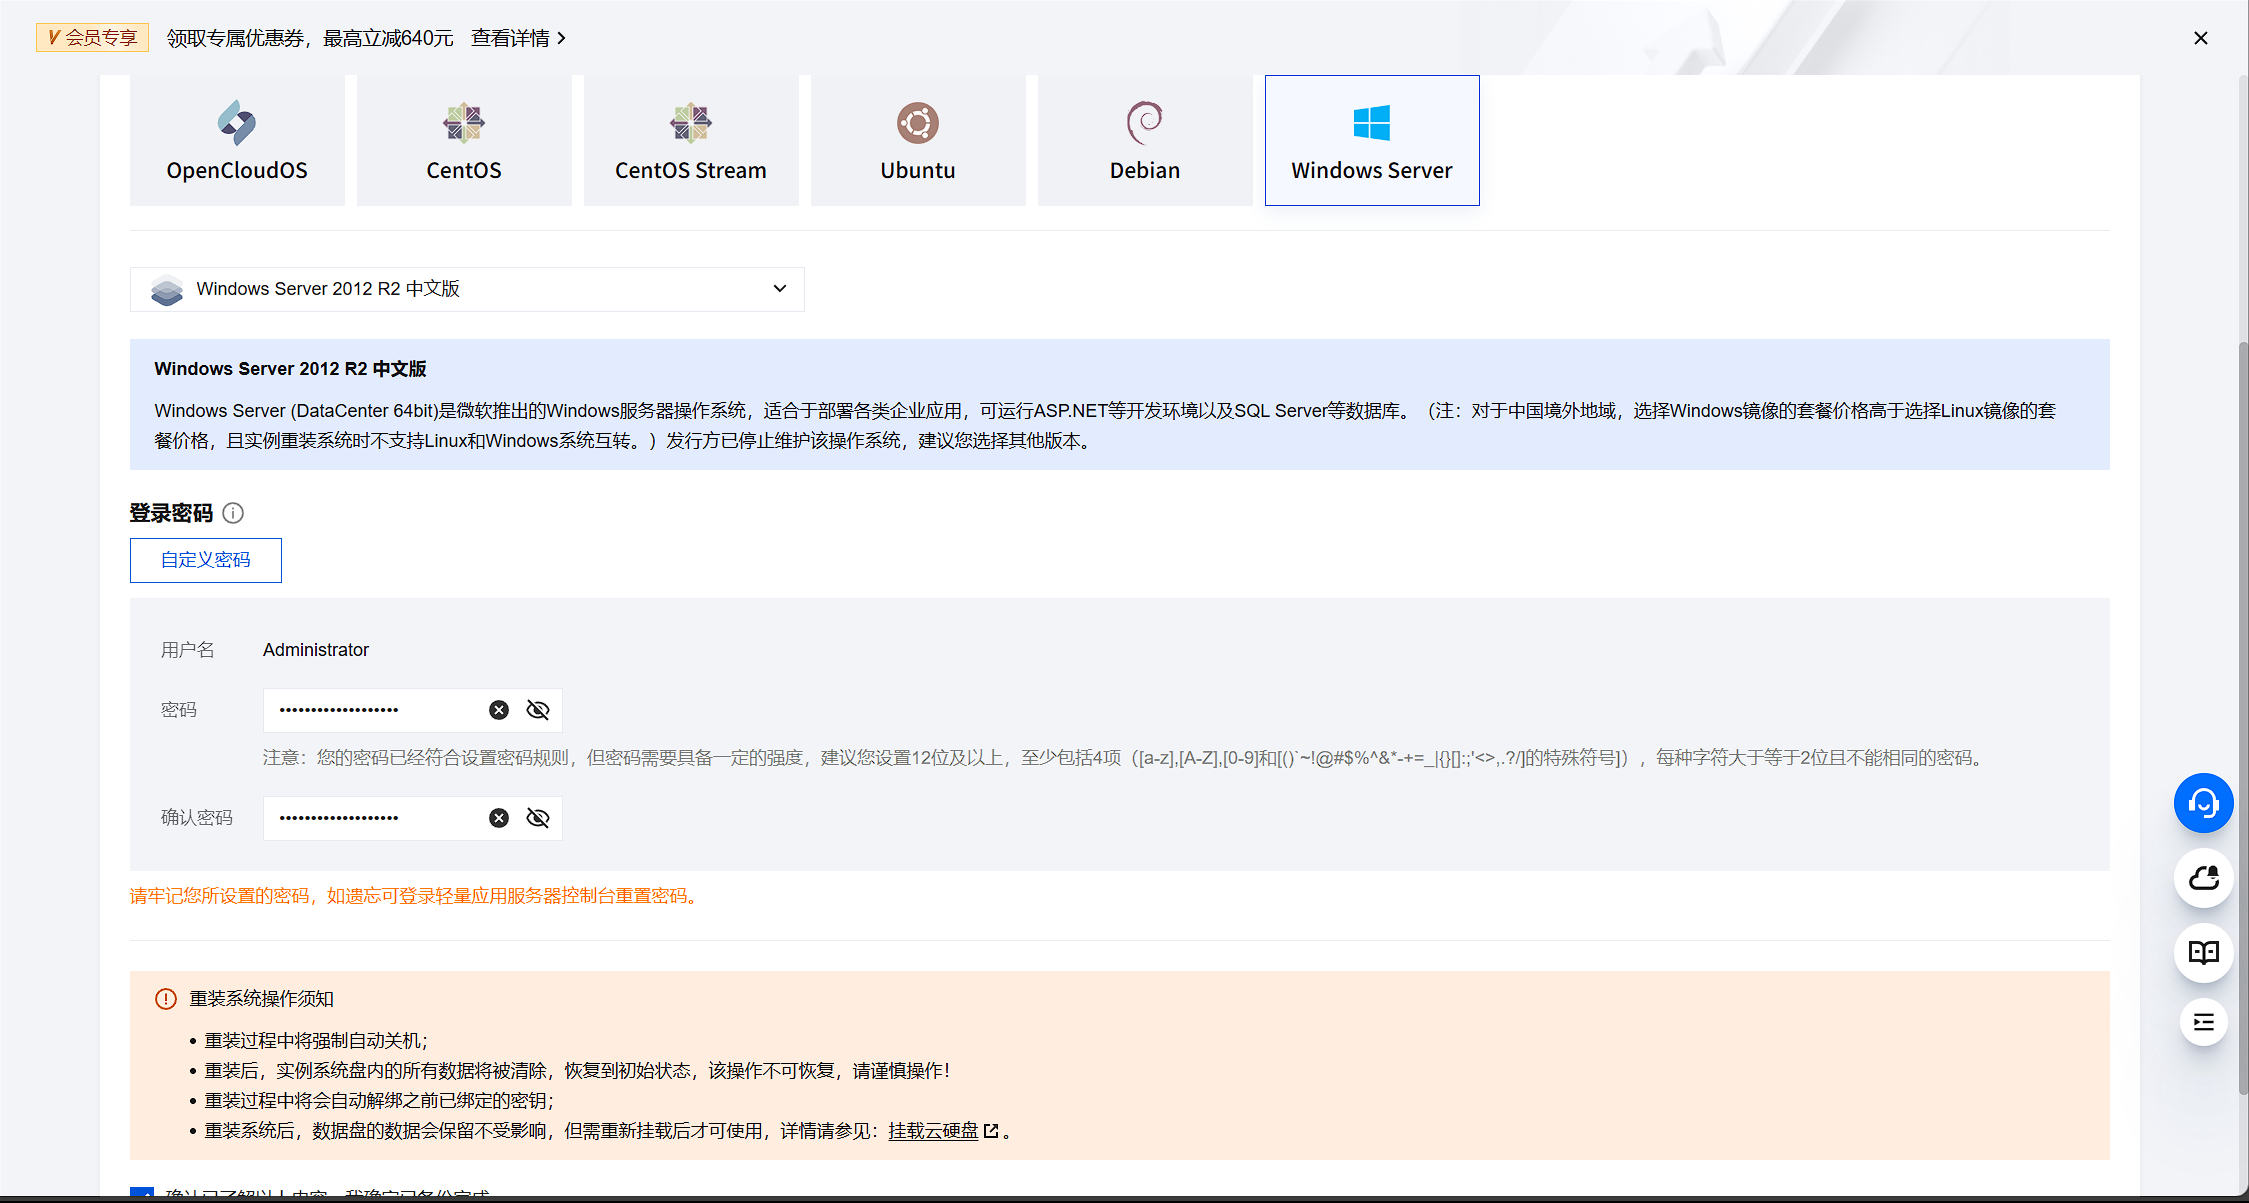 V 会员专享 领取专属优惠券，最高立减640元 查看详情
OpenCloudOS
CentOS
CentOS Stream
Ubuntu
Debian
Windows Server
Windows Server 2012 R2 中文版
Windows Server 2012 R2 中文版
Windows Server (DataCenter 64bit)是微软推出的Windows服务器操作系统，适合于部署各类企业应用，可运行ASP.NET等开发环境以及SQL Server等数据库。（注：对于中国境外地域，选择Windows镜像的套餐价格高于选择Linux镜像的套
餐价格，且实例重装系统时不支持Linux和Windows系统互转。）发行方已停止维护该操作系统，建议您选择其他版本。
登录密码
自定义密码
用户名 Administrator
密码 •••••••••••••••••••
注意：您的密码已经符合设置密码规则，但密码需要具备一定的强度，建议您设置12位及以上，至少包括4项（[a-z],[A-Z],[0-9]和[()`~!@#$%^&*-+=_|{}[]:;'<>,.?/]的特殊符号]），每种字符大于等于2位且不能相同的密码。
确认密码 •••••••••••••••••••
请牢记您所设置的密码，如遗忘可登录轻量应用服务器控制台重置密码。
重装系统操作须知
• 重装过程中将强制自动关机；
• 重装后，实例系统盘内的所有数据将被清除，恢复到初始状态，该操作不可恢复，请谨慎操作！
• 重装过程中将会自动解绑之前已绑定的密钥；
• 重装系统后，数据盘的数据会保留不受影响，但需重新挂载后才可使用，详情请参见：挂载云硬盘。
确认已了解以上内容，我确定已备份完成